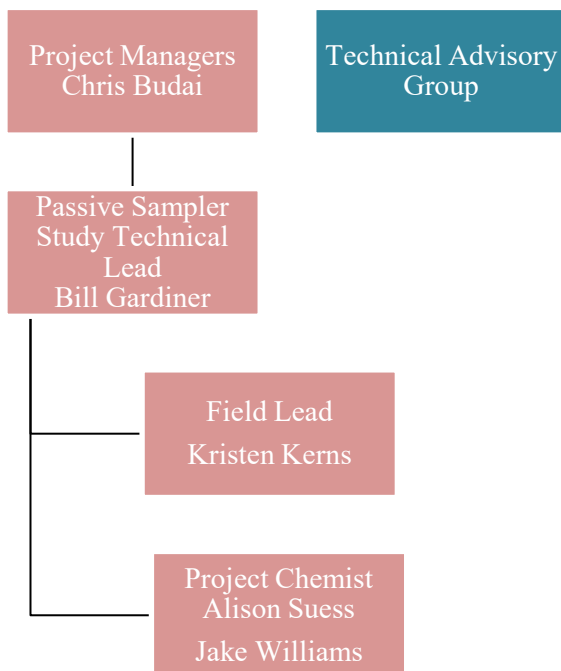 Project Managers
Chris Budai
Technical Advisory
Group
Passive Sampler
Study Technical
Lead
Bill Gardiner
Field Lead
Kristen Kerns
Project Chemist
Alison Suess
Jake Williams